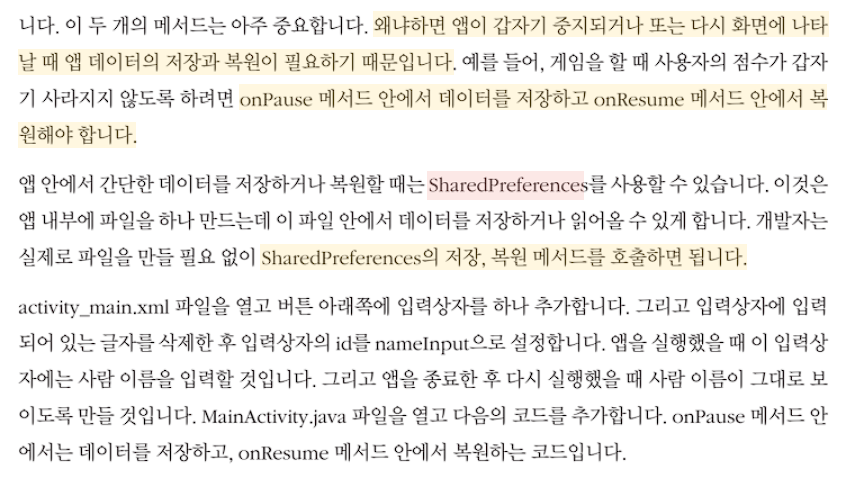 니다. 이 두 개의 메서드는 아주 중요합니다. 왜냐하면 앱이 갑자기 중지되거나 또는 다시 화면에 나타
날 때 앱 데이터의 저장과 복원이 필요하기 때문입니다. 예를 들어, 게임을 할 때 사용자의 점수가 갑자
기 사라지지 않도록 하려면 onPause 메서드 안에서 데이터를 저장하고 onResume 메서드 안에서 복
원해야 합니다.
앱 안에서 간단한 데이터를 저장하거나 복원할 때는 SharedPreferences를 사용할 수 있습니다. 이것은
앱 내부에 파일을 하나 만드는데 이 파일 안에서 데이터를 저장하거나 읽어올 수 있게 합니다. 개발자는
실제로 파일을 만들 필요 없이 SharedPreferences의 저장, 복원 메서드를 호출하면 됩니다.
activity_main.xml 파일을 열고 버튼 아래쪽에 입력상자를 하나 추가합니다. 그리고 입력상자에 입력
되어 있는 글자를 삭제한 후 입력상자의 id를 nameInput으로 설정합니다. 앱을 실행했을 때 이 입력상
자에는 사람 이름을 입력할 것입니다. 그리고 앱을 종료한 후 다시 실행했을 때 사람 이름이 그대로 보
이도록 만들 것입니다. MainActivity.java 파일을 열고 다음의 코드를 추가합니다. onPause 메서드 안
에서는 데이터를 저장하고, onResume 메서드 안에서 복원하는 코드입니다.